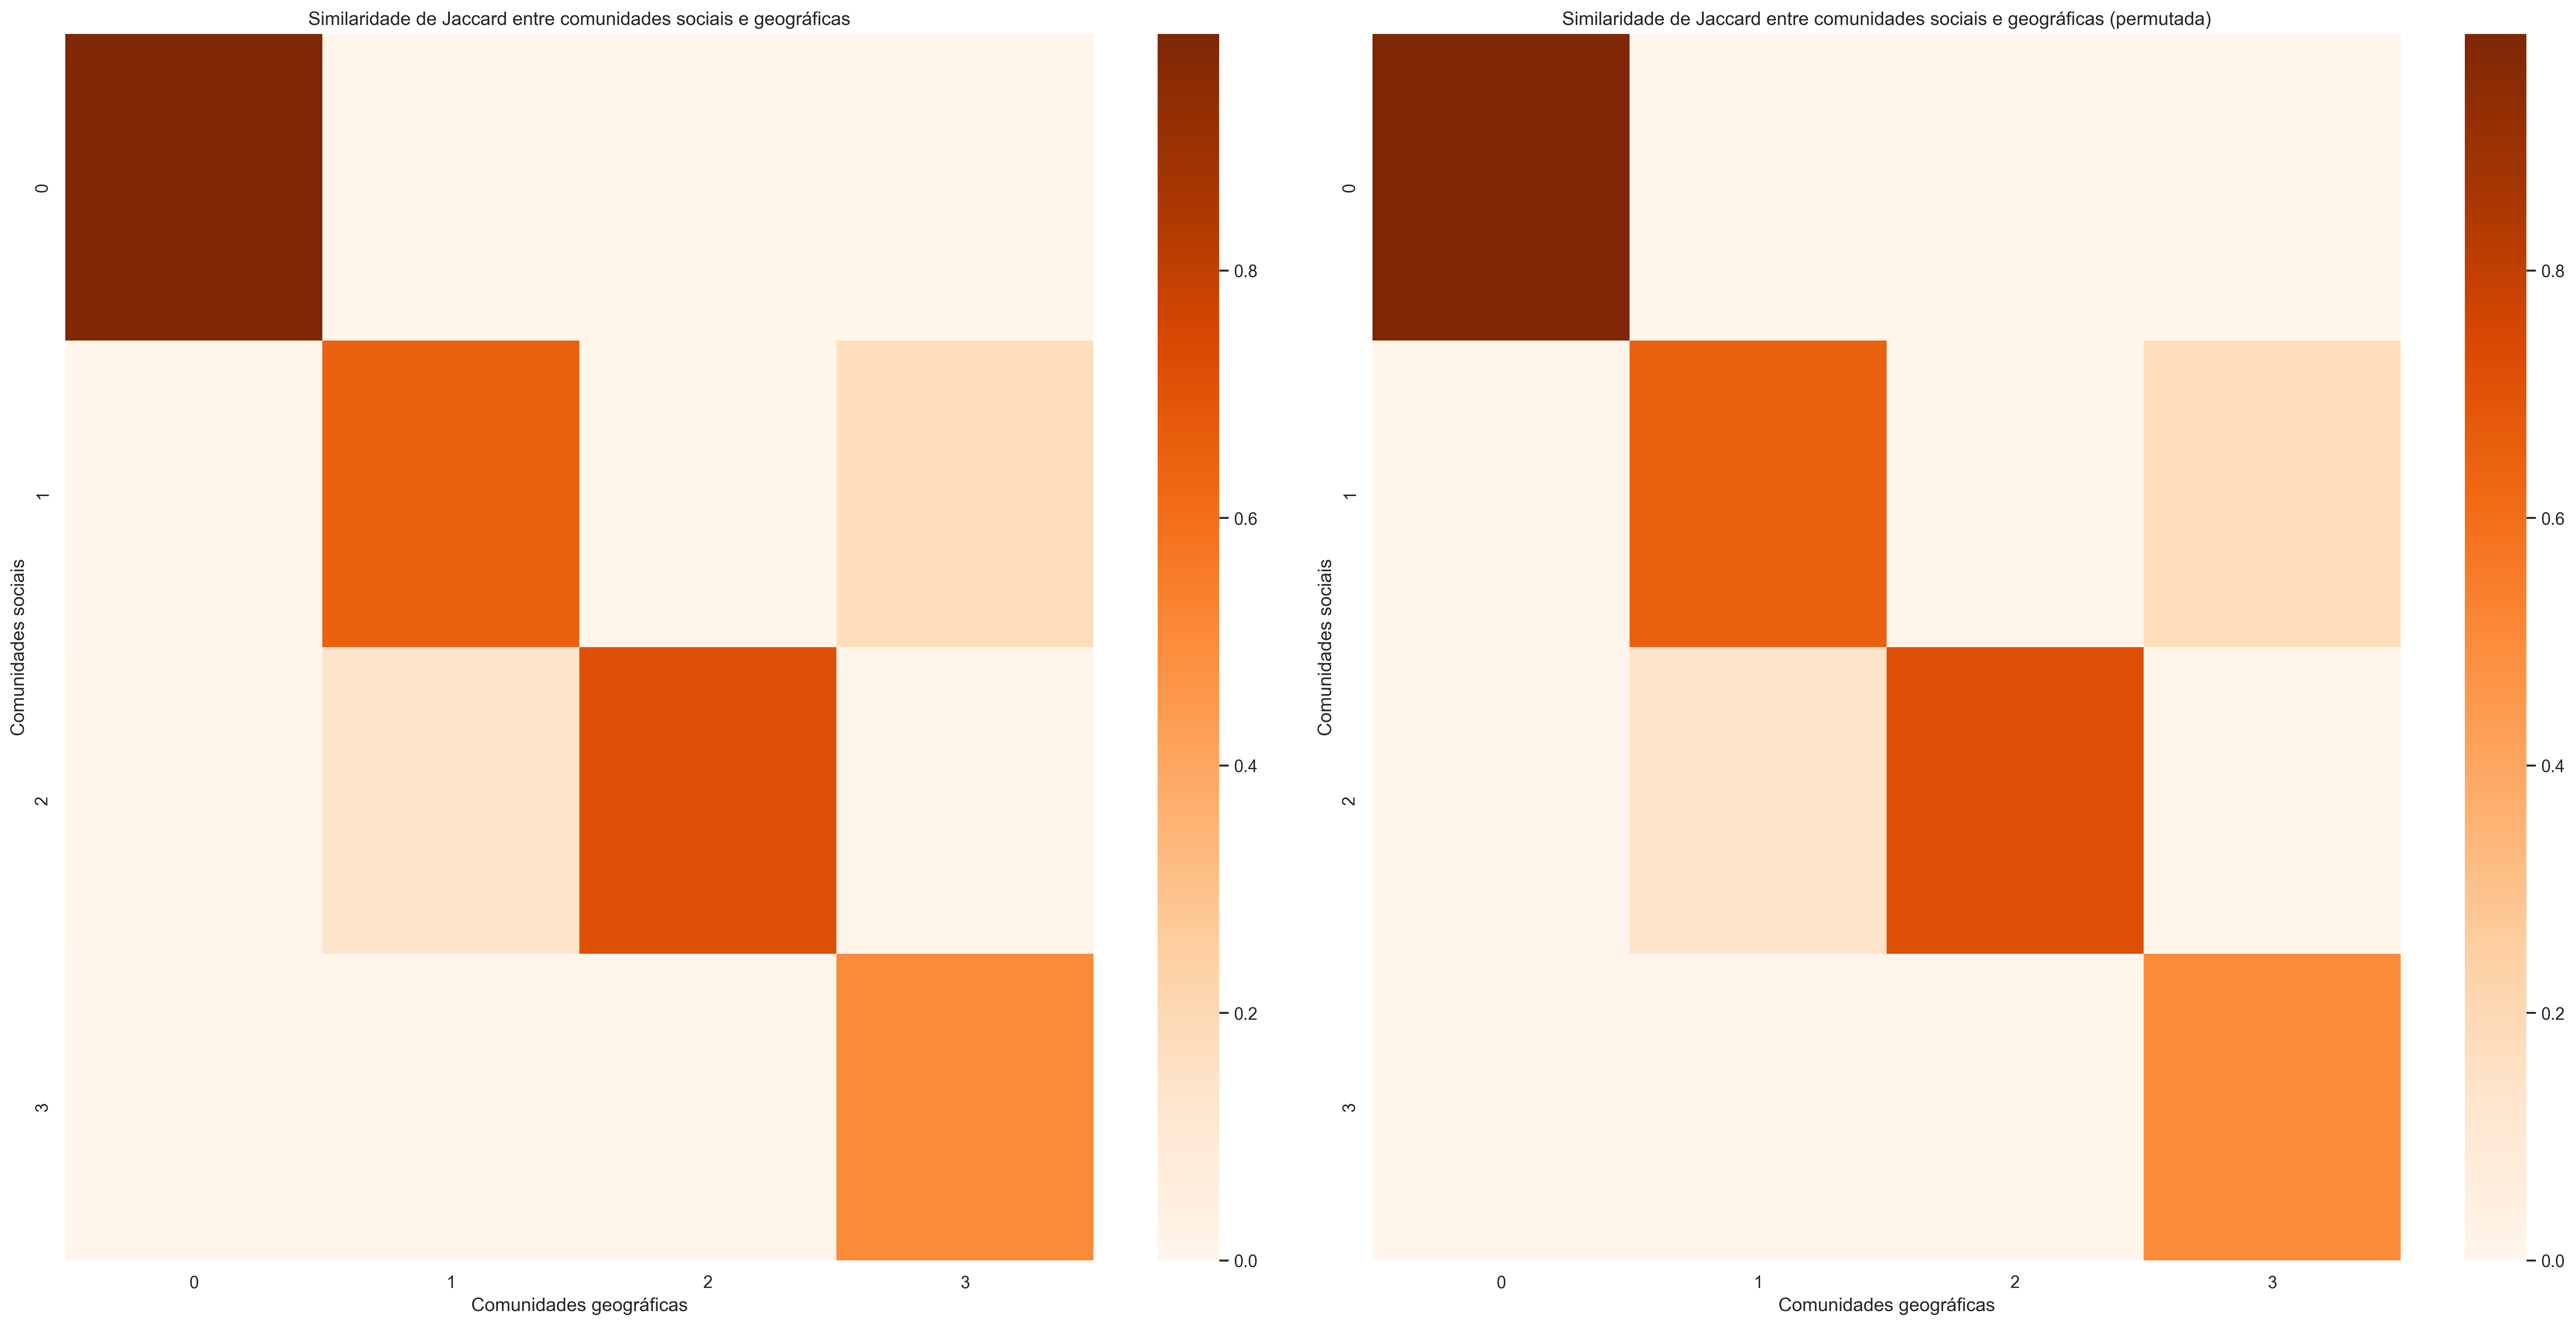 Similaridade de Jaccard entre comunidades sociais e geográficas
Comunidades sociais
0
1
2
3
0 1 2 3
Comunidades geográficas
0.8
0.6
0.4
0.2
0.0
Similaridade de Jaccard entre comunidades sociais e geográficas (permutada)
Comunidades sociais
0
1
2
3
0 1 2 3
Comunidades geográficas
0.8
0.6
0.4
0.2
0.0